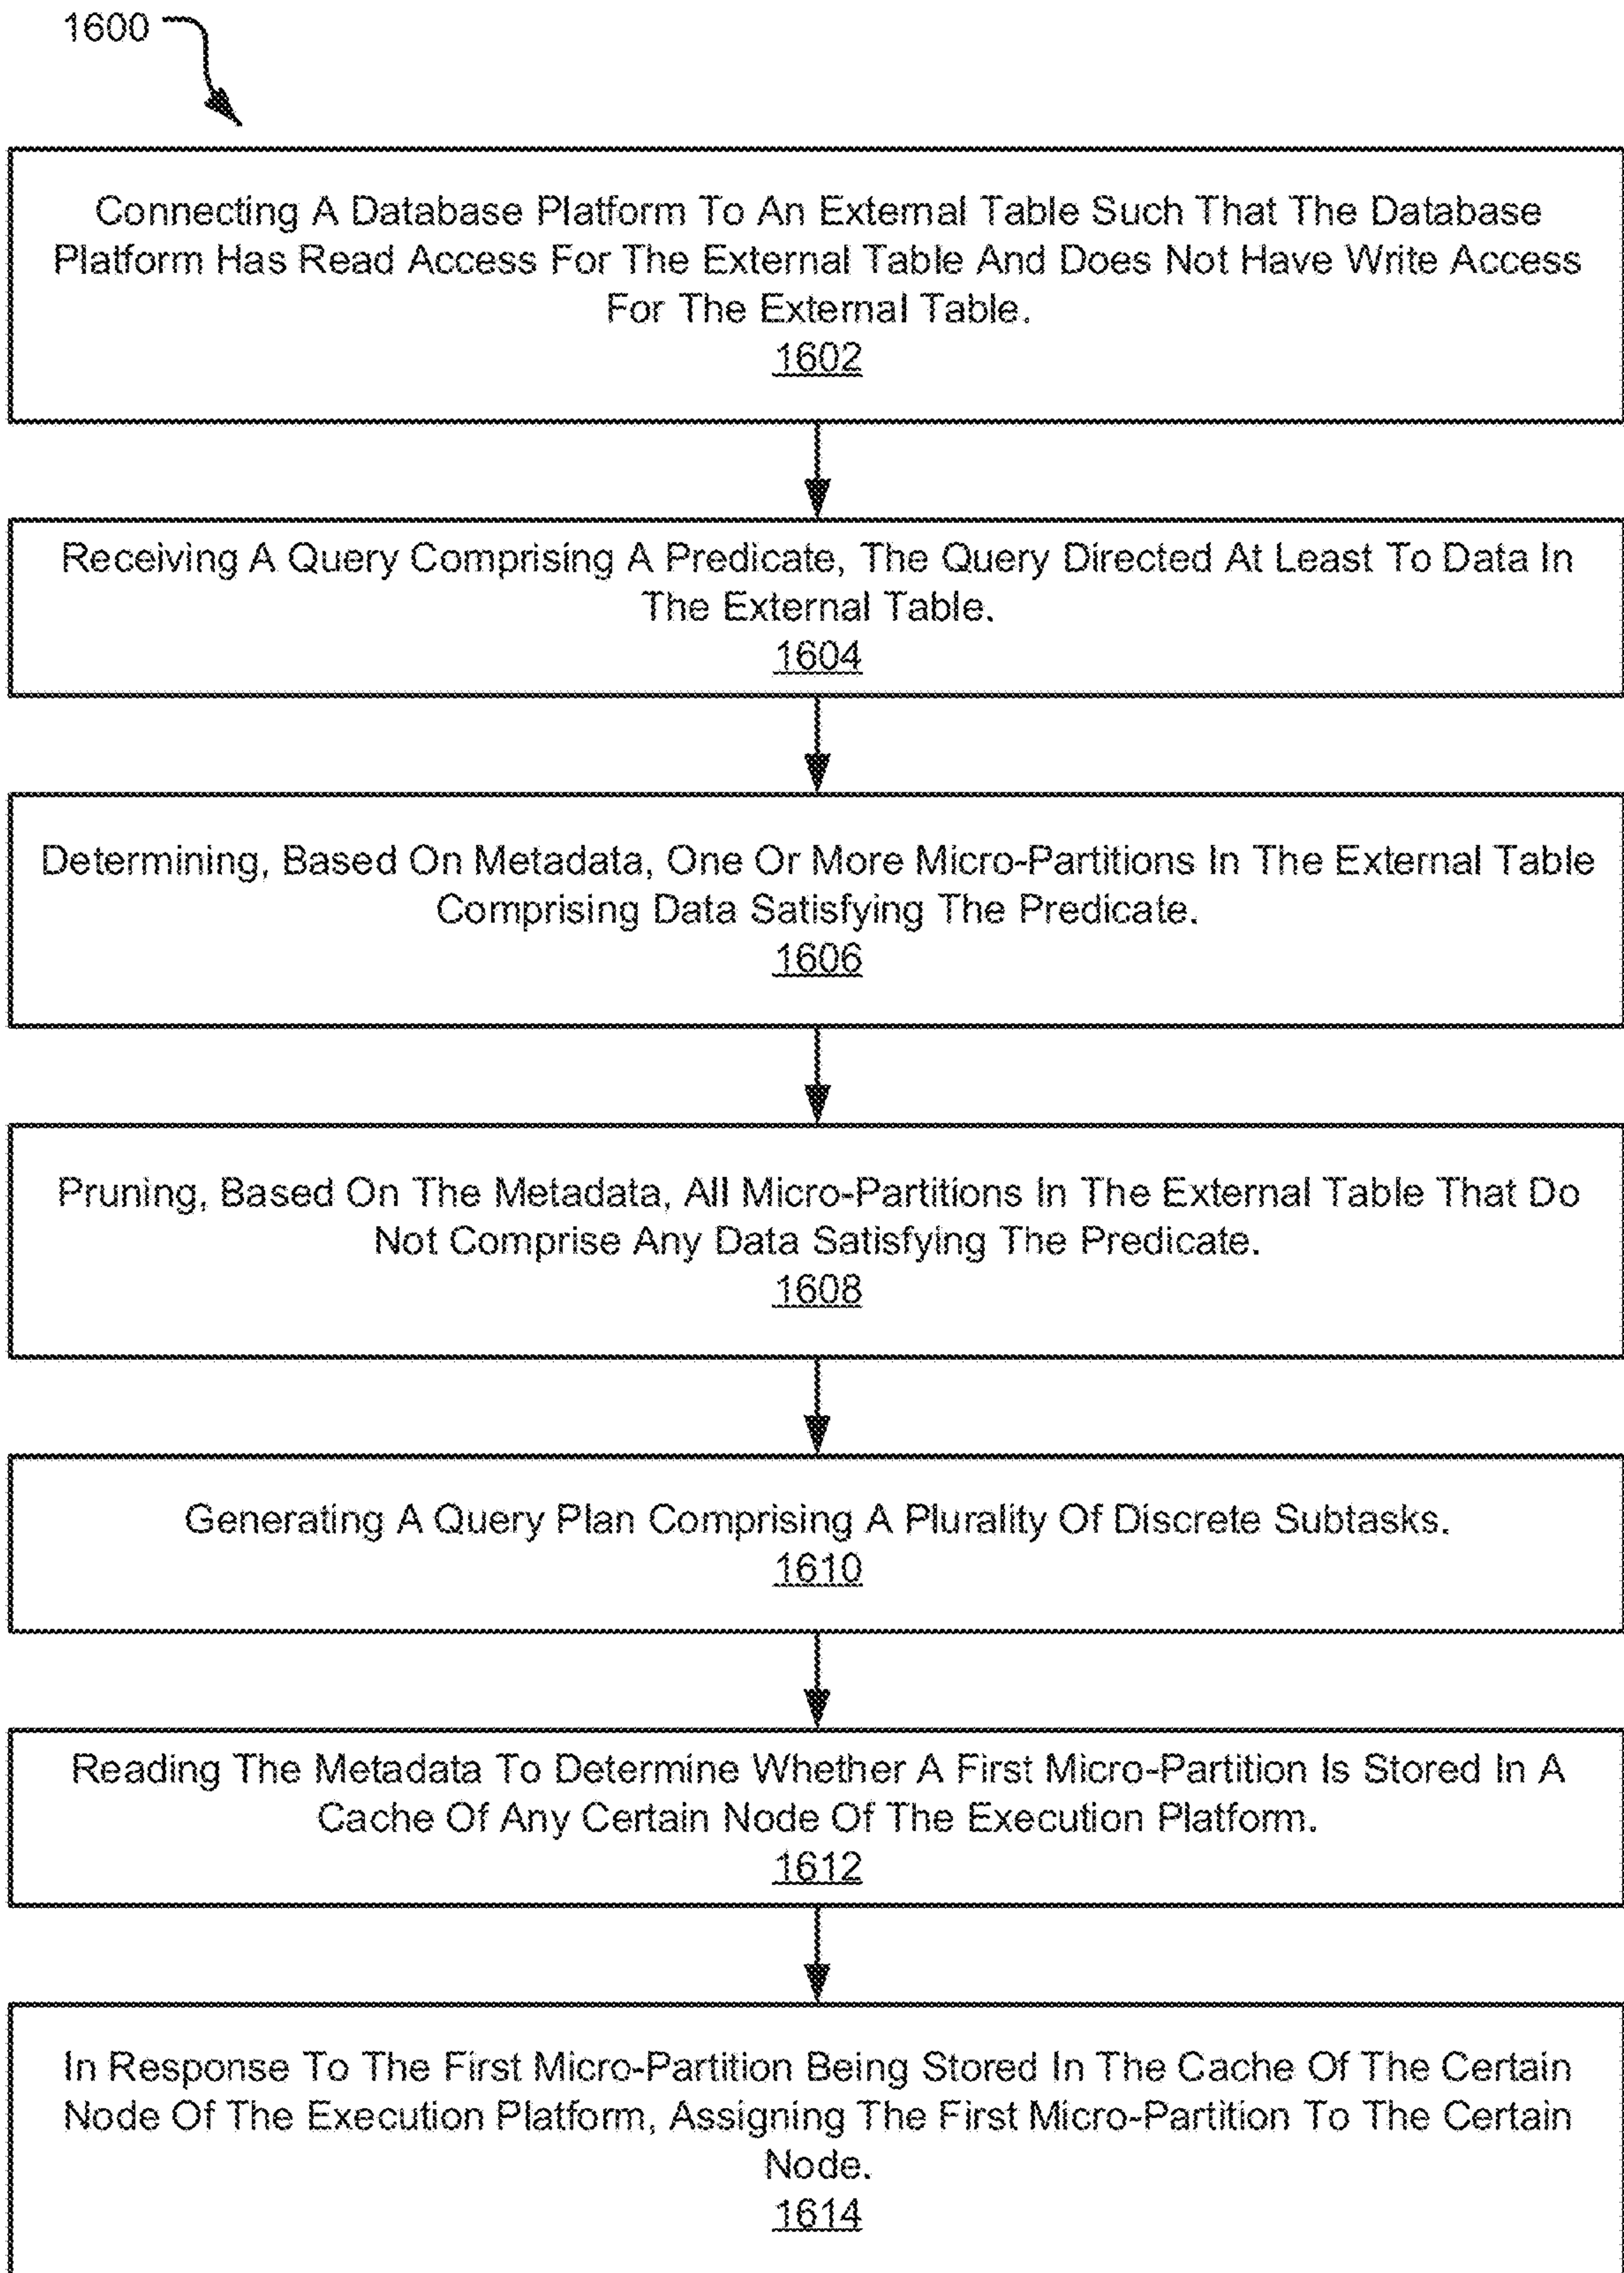 1600
Connecting A Database Platform To An External Table Such That The Database
Platform Has Read Access For The External Table And Does Not Have Write Access
For The External Table.
1602
Receiving A Query Comprising A Predicate, The Query Directed At Least To Data In
The External Table.
1604
Determining, Based On Metadata, One Or More Micro-Partitions In The External Table
Comprising Data Satisfying The Predicate.
1606
Pruning, Based On The Metadata, All Micro-Partitions In The External Table That Do
Not Comprise Any Data Satisfying The Predicate.
1608
Generating A Query Plan Comprising A Plurality Of Discrete Subtasks.
1610
Reading The Metadata To Determine Whether A First Micro-Partition Is Stored In A
Cache Of Any Certain Node Of The Execution Platform.
1612
In Response To The First Micro-Partition Being Stored In The Cache Of The Certain
Node Of The Execution Platform, Assigning The First Micro-Partition To The Certain
Node.
1614